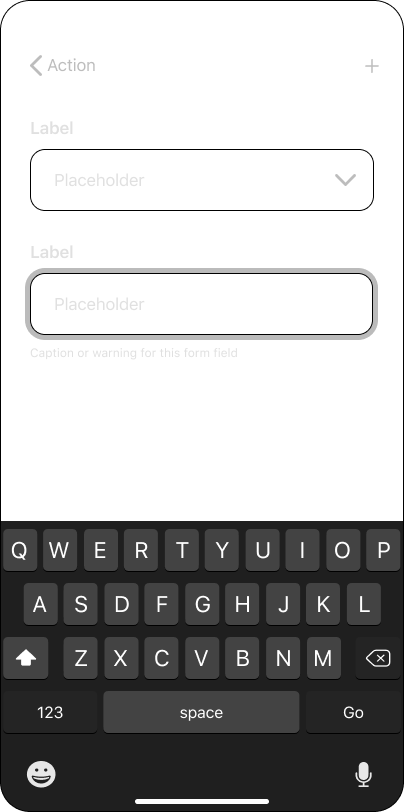 Action
Label
Placeholder
Label
Placeholder
Caption or warning for this form field
Q W E R T Y U I O P
A S D F G H J K L
Z X C V B N M
123 space Go